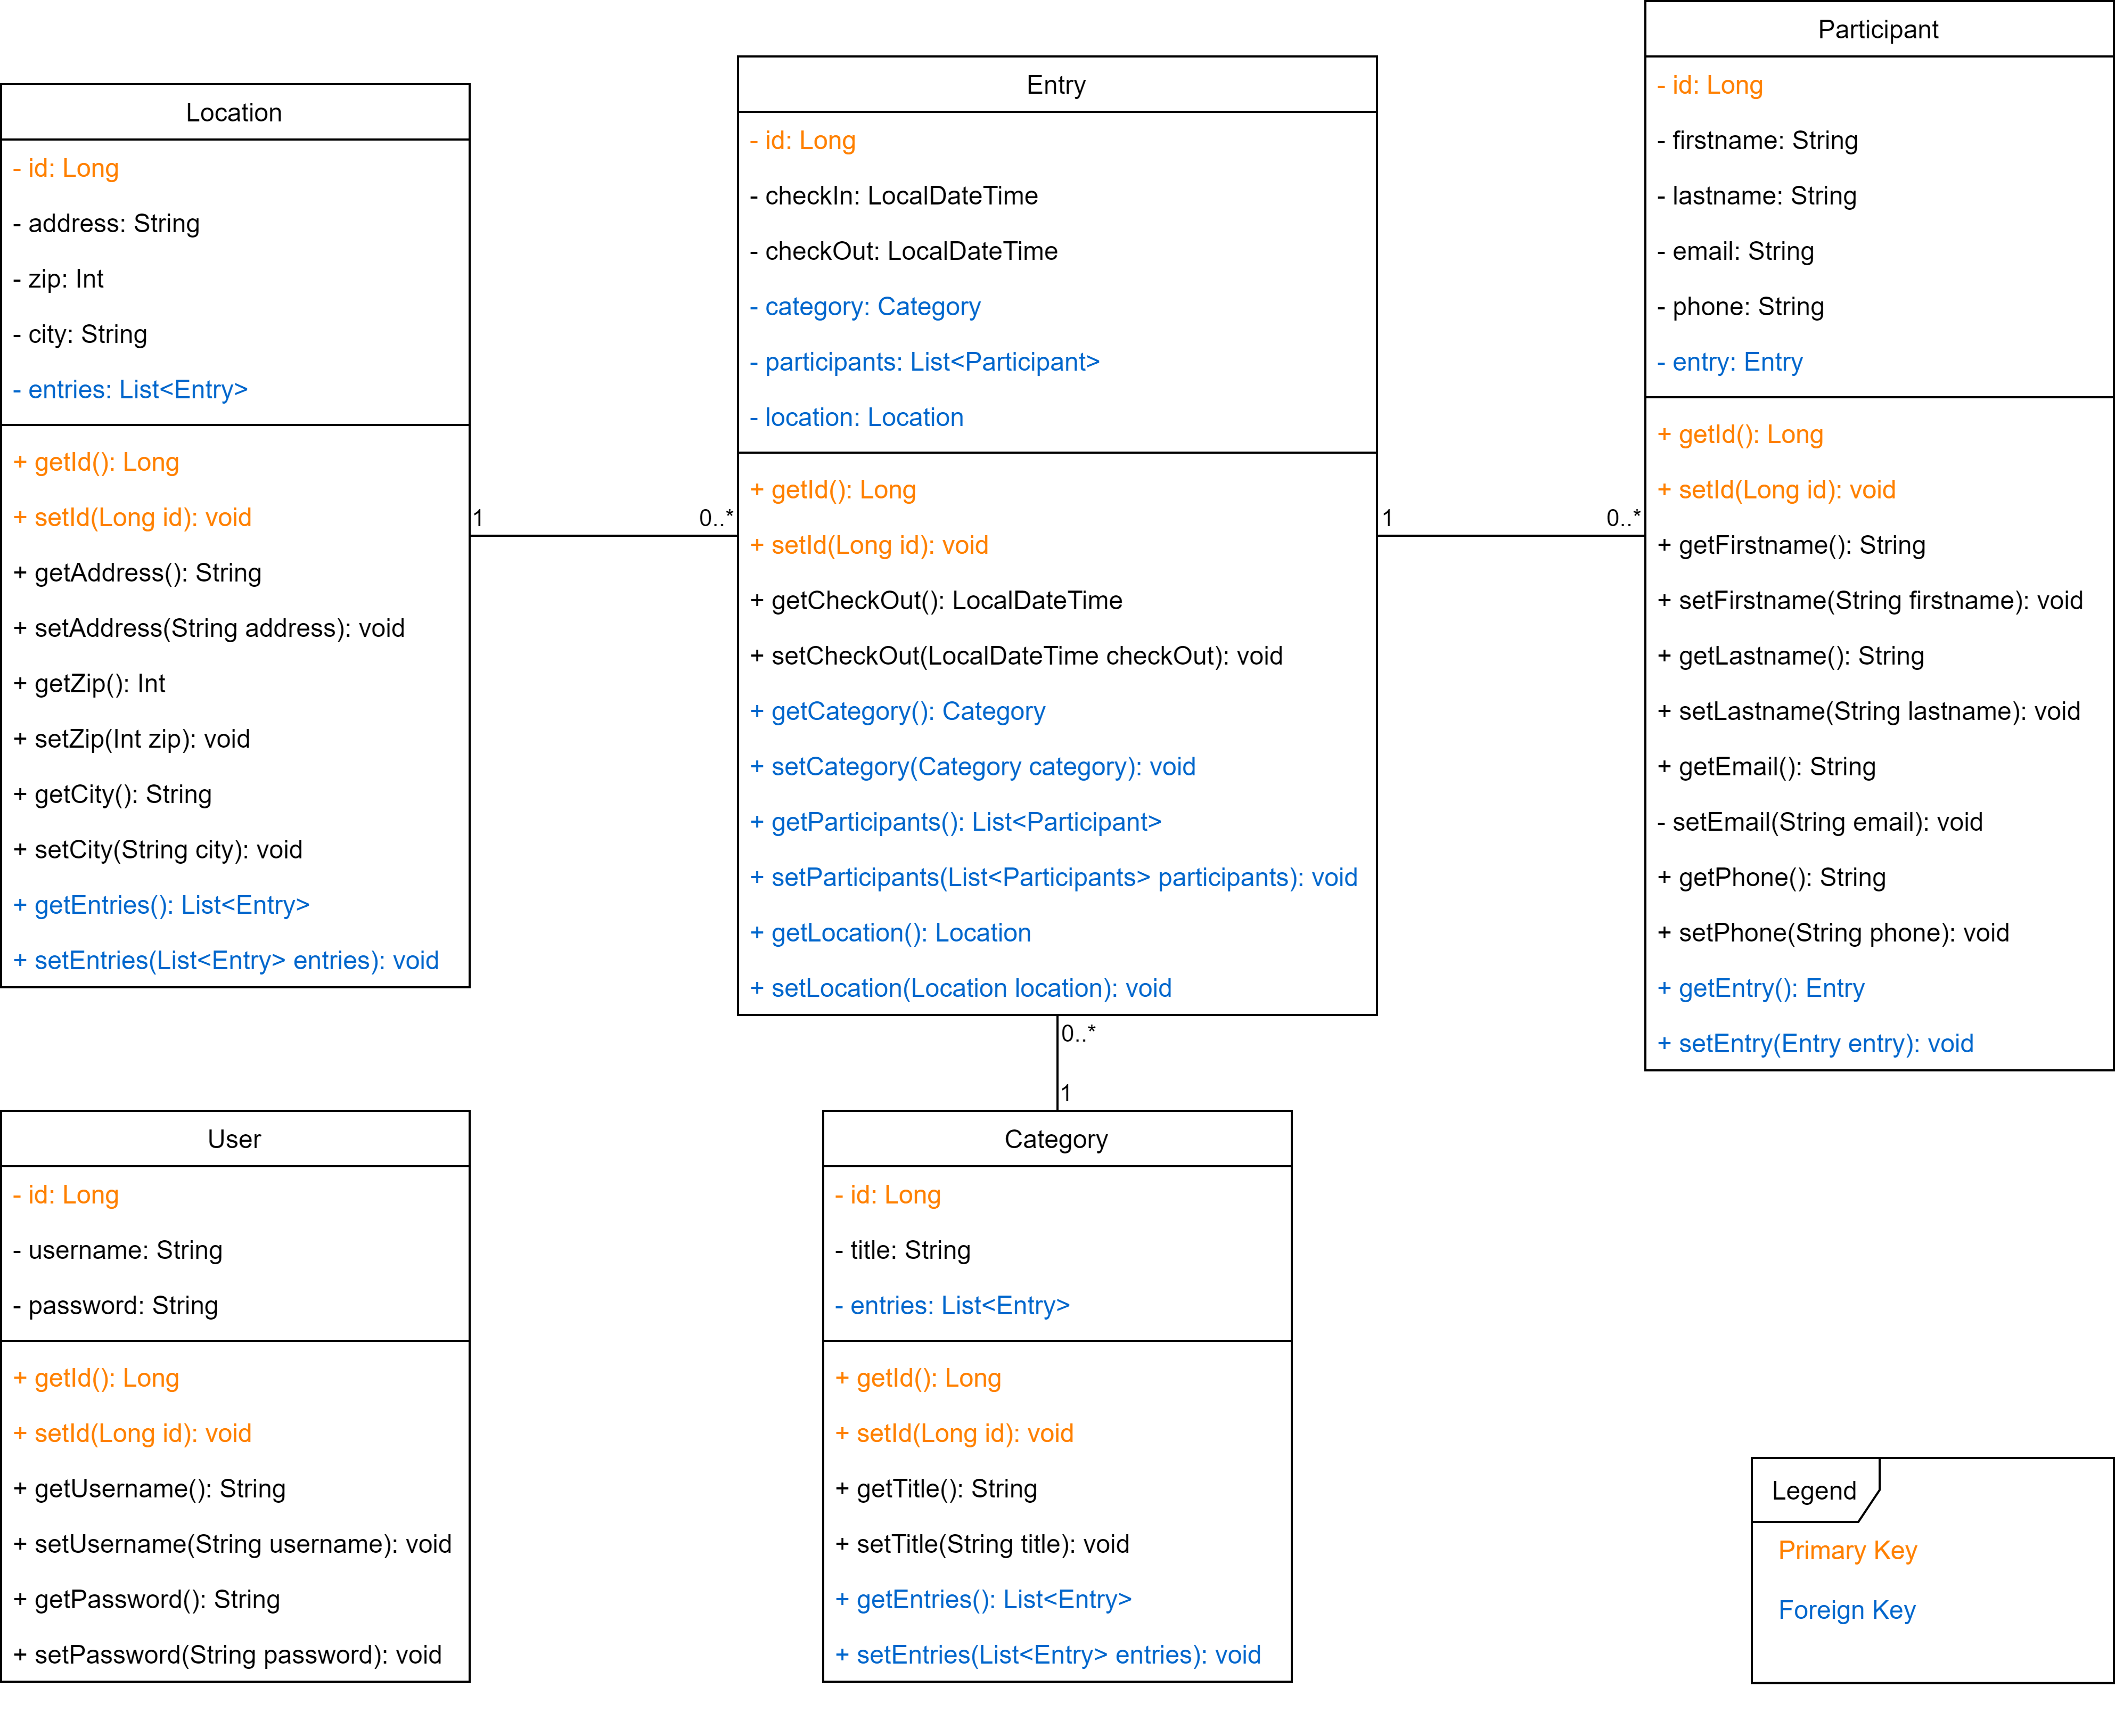 Location
- id: Long
- address: String
- zip: Int
- city: String
- entries: List<Entry>
+ getId(): Long
+ setId(Long id): void
+ getAddress(): String
+ setAddress(String address): void
+ getZip(): Int
+ setZip(Int zip): void
+ getCity(): String
+ setCity(String city): void
+ getEntries(): List<Entry>
+ setEntries(List<Entry> entries): void
1
0..*
Entry
- id: Long
- checkIn: LocalDateTime
- checkOut: LocalDateTime
- category: Category
- participants: List<Participant>
- location: Location
+ getId(): Long
+ setId(Long id): void
+ getCheckOut(): LocalDateTime
+ setCheckOut(LocalDateTime checkOut): void
+ getCategory(): Category
+ setCategory(Category category): void
+ getParticipants(): List<Participant>
+ setParticipants(List<Participants> participants): void
+ getLocation(): Location
+ setLocation(Location location): void
1
0..*
Participant
- id: Long
- firstname: String
- lastname: String
- email: String
- phone: String
- entry: Entry
+ getId(): Long
+ setId(Long id): void
+ getFirstname(): String
+ setFirstname(String firstname): void
+ getLastname(): String
+ setLastname(String lastname): void
+ getEmail(): String
- setEmail(String email): void
+ getPhone(): String
+ setPhone(String phone): void
+ getEntry(): Entry
+ setEntry(Entry entry): void
0..*
1
User
- id: Long
- username: String
- password: String
+ getId(): Long
+ setId(Long id): void
+ getUsername(): String
+ setUsername(String username): void
+ getPassword(): String
+ setPassword(String password): void
Category
- id: Long
- title: String
- entries: List<Entry>
+ getId(): Long
+ setId(Long id): void
+ getTitle(): String
+ setTitle(String title): void
+ getEntries(): List<Entry>
+ setEntries(List<Entry> entries): void
Legend
Primary Key
Foreign Key